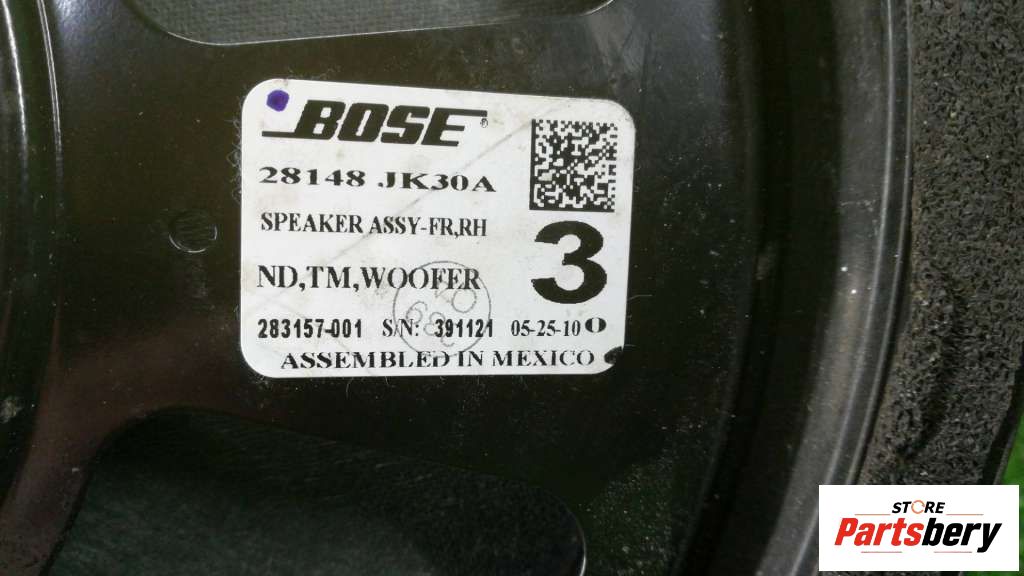 BOSE
28148 JK30A
SPEAKER ASSY-FR,RH
ND,TM,WOOFER
3
283157-001 S/N: 391121 05-25-10 O
ASSEMBLED IN MEXICO
STORE
Partsbery